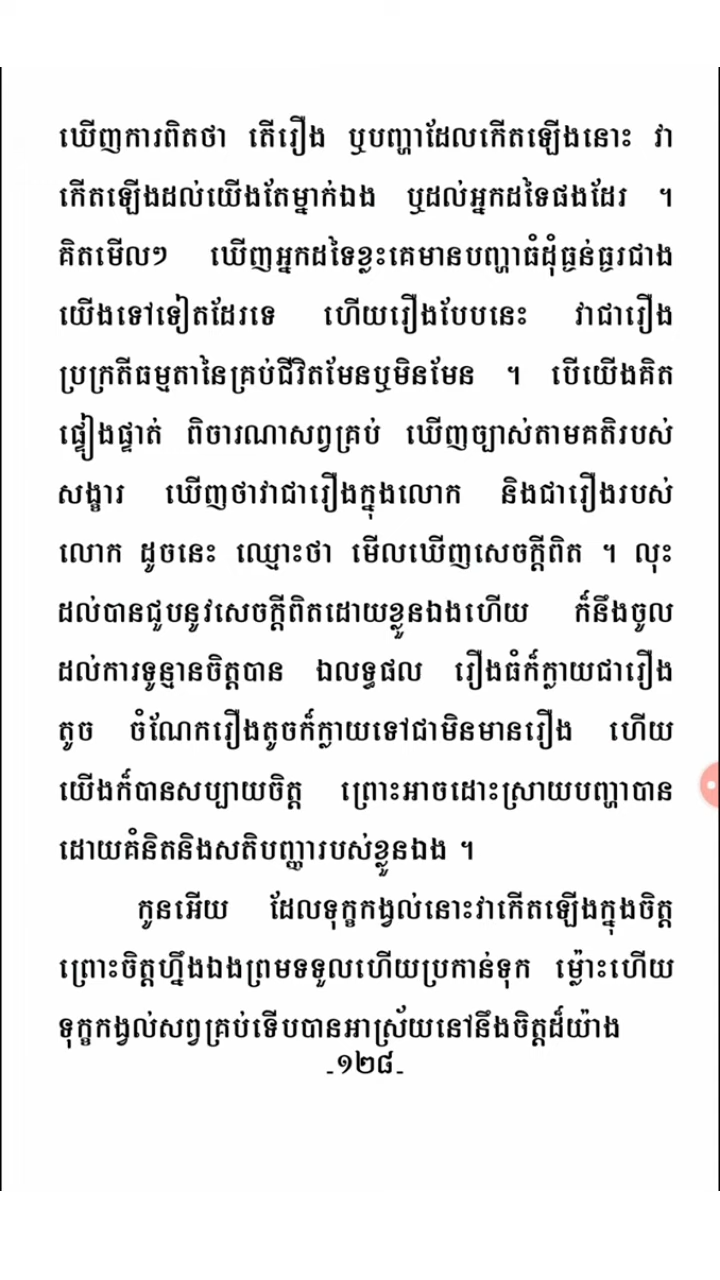 ឃើញការពិតថា តើរឿង ឬបញ្ហាដែលកើតឡើងនោះ វា
កើតឡើងដល់យើងតែម្នាក់ឯង ឬដល់អ្នកដទៃផងដែរ ។
គិតមើលៗ ឃើញអ្នកដទៃខ្លះគេមានបញ្ហាធំដុំធ្ងន់ធ្ងរជាង
យើងទៅទៀតដែរទេ ហើយរឿងបែបនេះ វាជារឿង
ប្រក្រតីធម្មតានៃគ្រប់ជីវិតមែនឬមិនមែន ។ បើយើងគិត
ផ្ទៀងផ្ទាត់ ពិចារណាសព្វគ្រប់ ឃើញច្បាស់តាមគតិរបស់
សង្ខារ ឃើញថាវាជារឿងក្នុងលោក និងជារឿងរបស់
លោក ដូចនេះ ឈ្មោះថា មើលឃើញសេចក្ដីពិត ។ លុះ
ដល់បានជួបនូវសេចក្ដីពិតដោយខ្លួនឯងហើយ ក៏នឹងចូល
ដល់ការទូន្មានចិត្តបាន ឯលទ្ធផល រឿងធំក៏ក្លាយជារឿង
តូច ចំណែករឿងតូចក៏ក្លាយទៅជាមិនមានរឿង ហើយ
យើងក៏បានសប្បាយចិត្ត ព្រោះអាចដោះស្រាយបញ្ហាបាន
ដោយគំនិតនិងសតិបញ្ញារបស់ខ្លួនឯង ។
កូនអើយ ដែលទុក្ខកង្វល់នោះវាកើតឡើងក្នុងចិត្ត
ព្រោះចិត្តហ្នឹងឯងព្រមទទួលហើយប្រកាន់ទុក ម្ល៉ោះហើយ
ទុក្ខកង្វល់សព្វគ្រប់ទើបបានអាស្រ័យនៅនឹងចិត្តដ៏យ៉ាង
-១២៨-